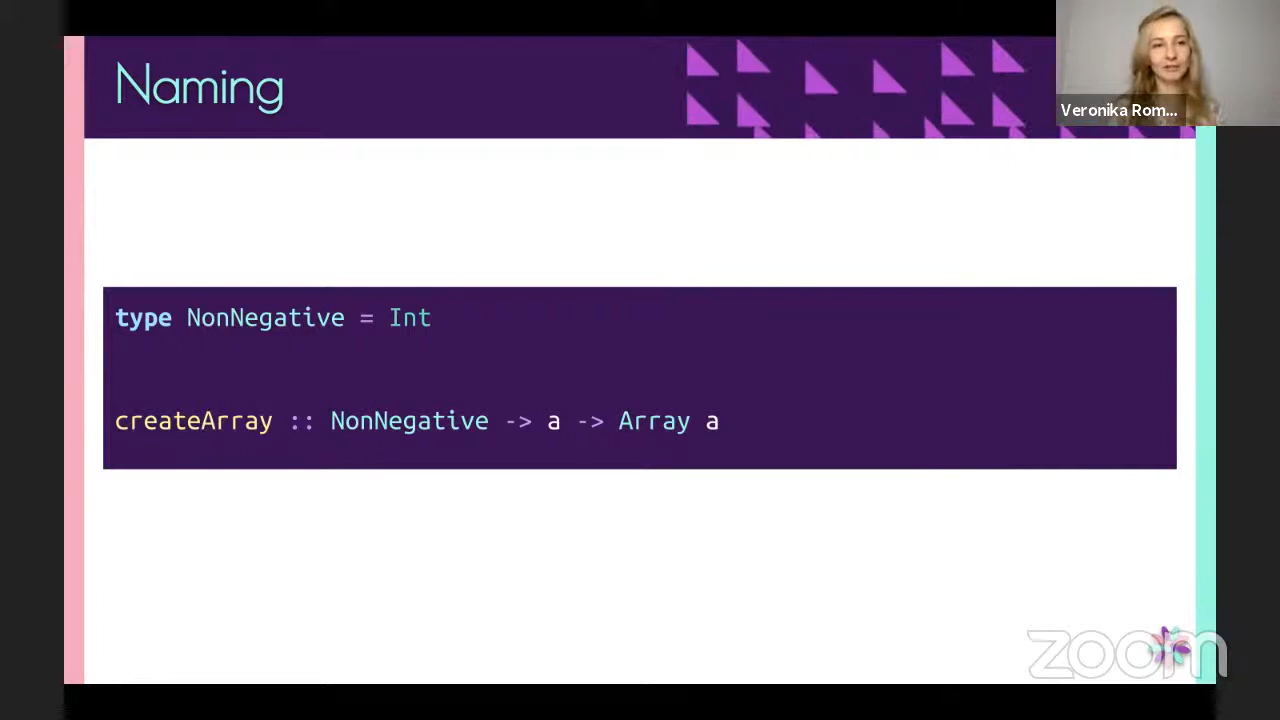 Naming
Veronika Rom...
type NonNegative = Int
createArray :: NonNegative -> a -> Array a
zoom